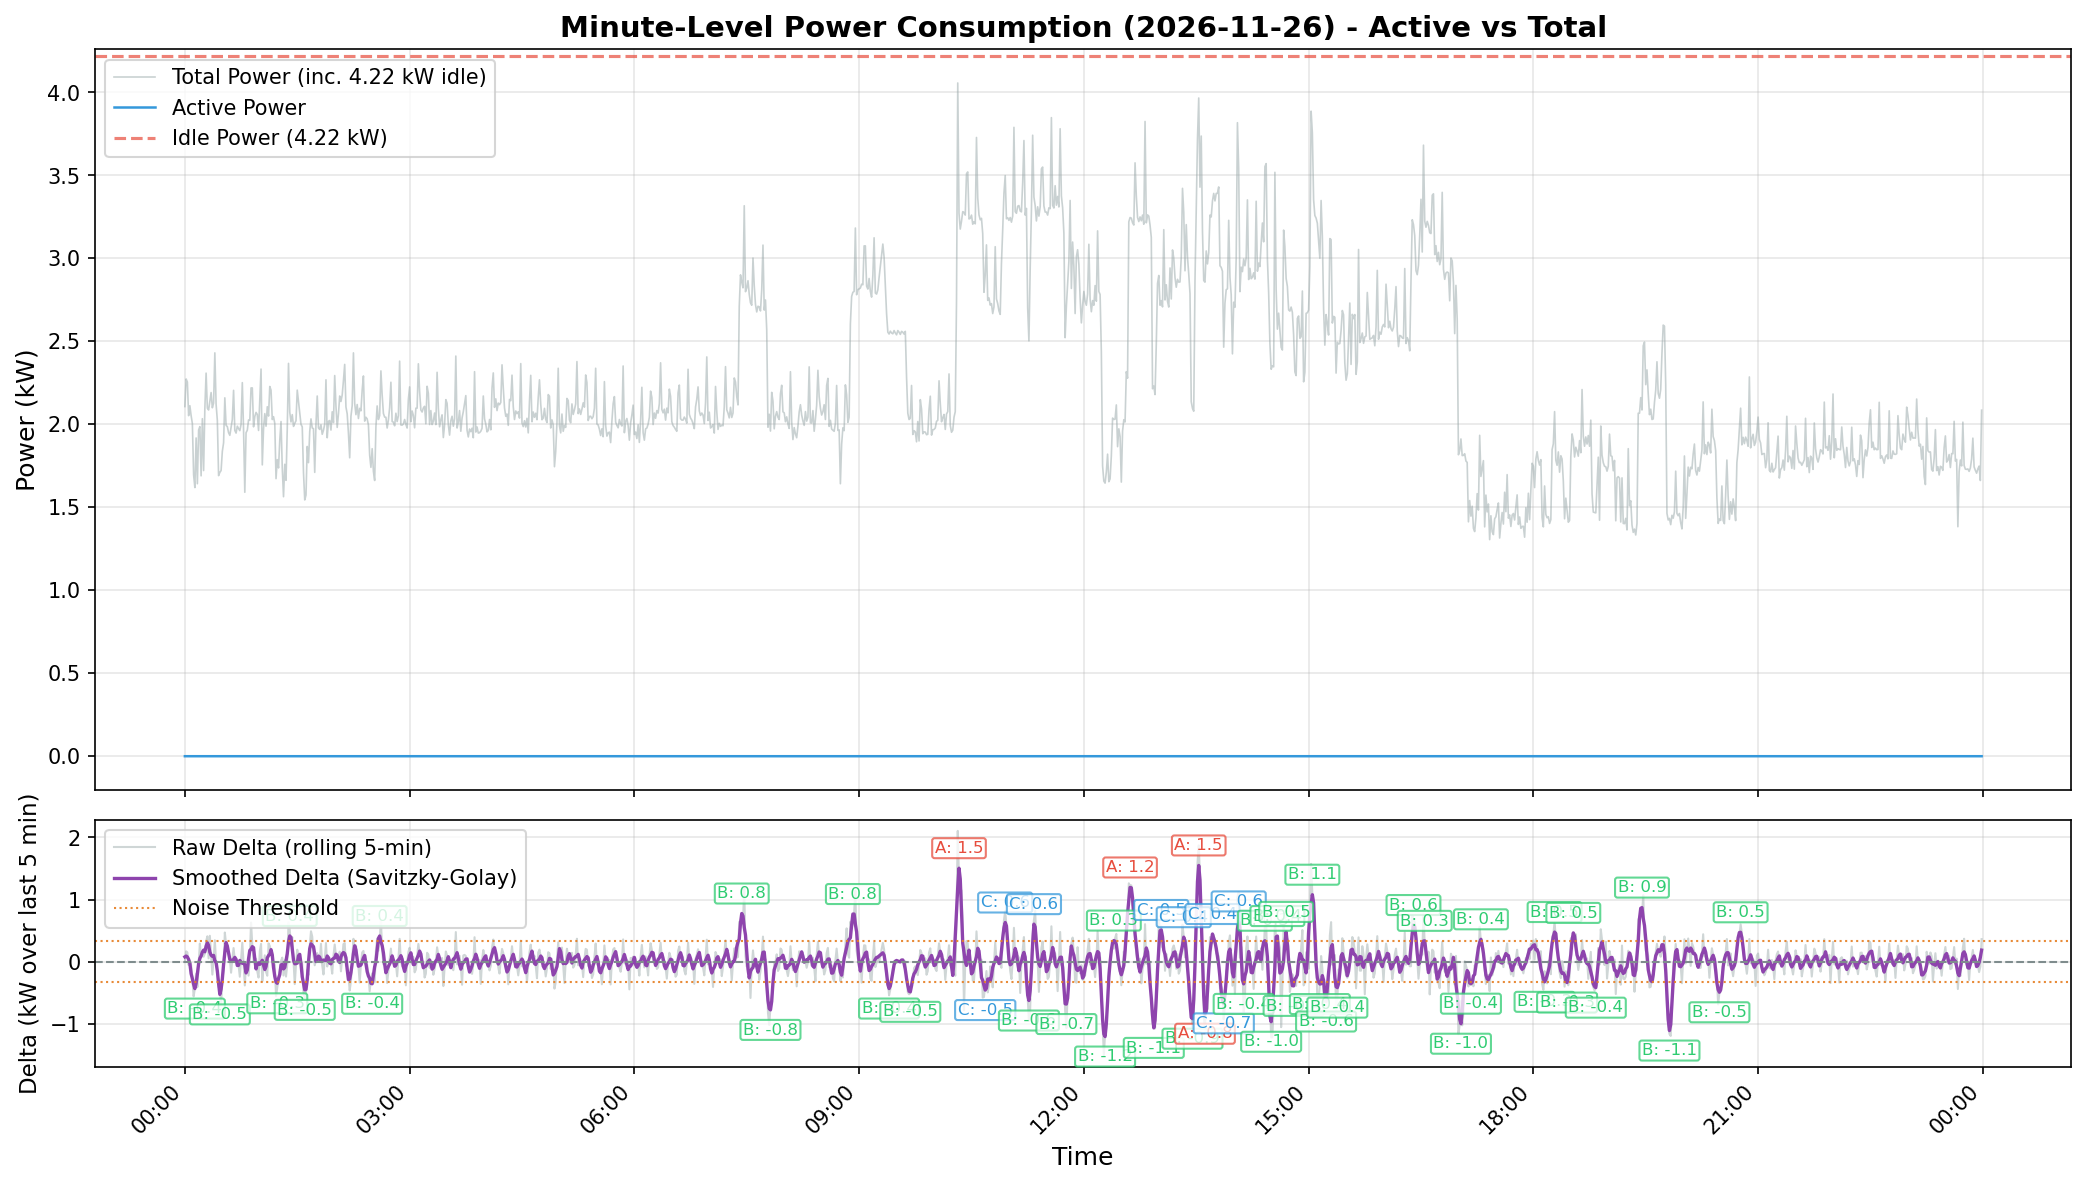 Minute-Level Power Consumption (2026-11-26) - Active vs Total
Total Power (inc. 4.22 kW idle)
Active Power
Idle Power (4.22 kW)
Power (kW)
4.0
3.5
3.0
2.5
2.0
1.5
1.0
0.5
0.0
Delta (kW over last 5 min)
2
1
0
−1
Raw Delta (rolling 5-min)
Smoothed Delta (Savitzky-Golay)
Noise Threshold
B: 0.4
B: -0.5
B: -0.5
B: -0.4
B: 0.8
B: -0.8
B: 0.8
B: -0.5
A: 1.5
C: -0.5
C: 0.6
B: -0.7
B: -1.2
A: 1.2
B: 0.3
B: -1.1
A: 1.5
C: -0.7
C: 0.6
B: -1.0
B: 0.5
B: 1.1
B: -0.6
B: -0.4
B: 0.6
B: 0.3
B: -1.0
B: 0.4
B: -0.4
B: 0.5
B: -0.4
B: 0.9
B: -1.1
B: -0.5
B: 0.5
00:00
03:00
06:00
09:00
12:00
15:00
18:00
21:00
00:00
Time